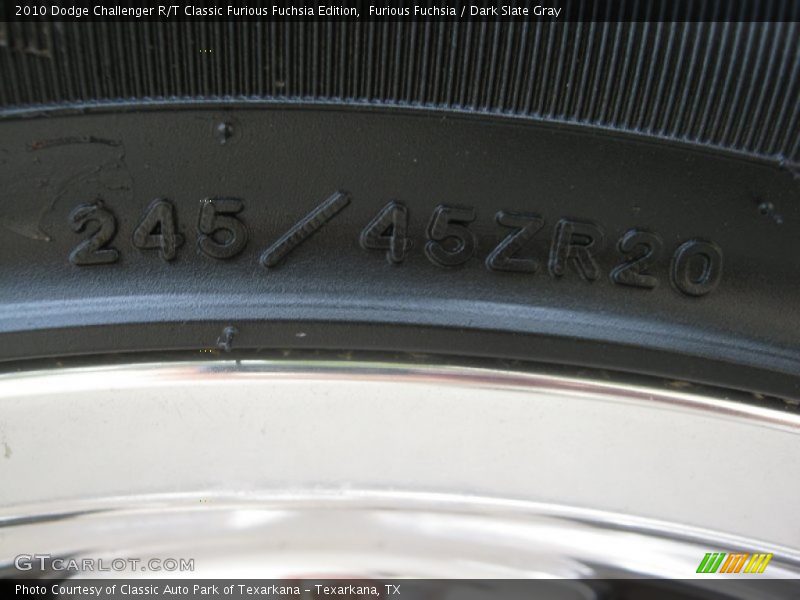 2010 Dodge Challenger R/T Classic Furious Fuchsia Edition,  Furious Fuchsia / Dark Slate Gray
245/45ZR20
GTCARLOT.COM
Photo Courtesy of Classic Auto Park of Texarkana – Texarkana, TX